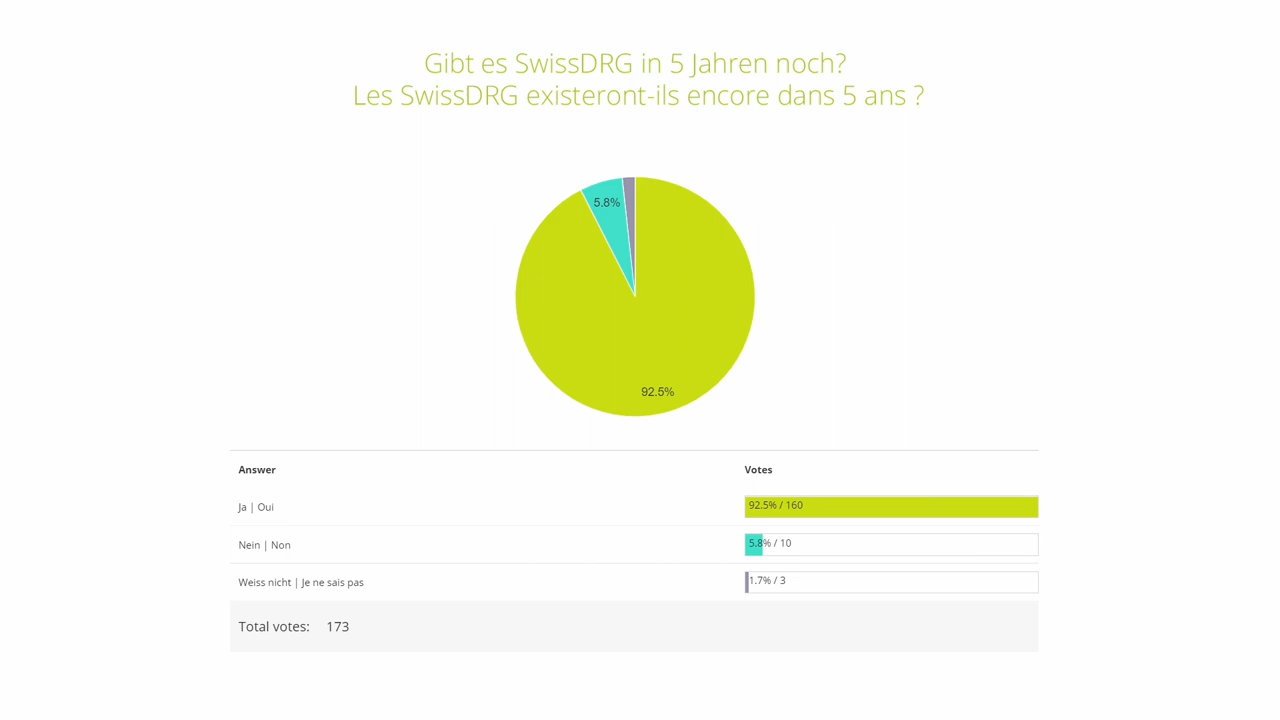 Gibt es SwissDRG in 5 Jahren noch?
Les SwissDRG existeront-ils encore dans 5 ans ?
5.8%
92.5%
Answer Votes
Ja | Oui 92.5% / 160
Nein | Non 5.8% / 10
Weiss nicht | Je ne sais pas 1.7% / 3
Total votes: 173